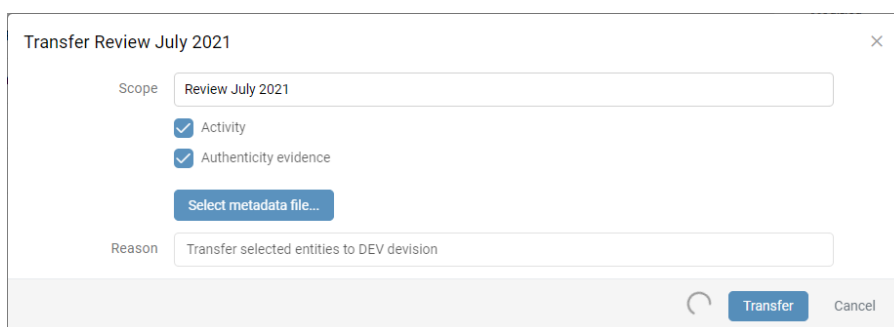 Transfer Review July 2021
Scope Review July 2021
Activity
Authenticity evidence
Select metadata file...
Reason Transfer selected entities to DEV devision
Transfer Cancel